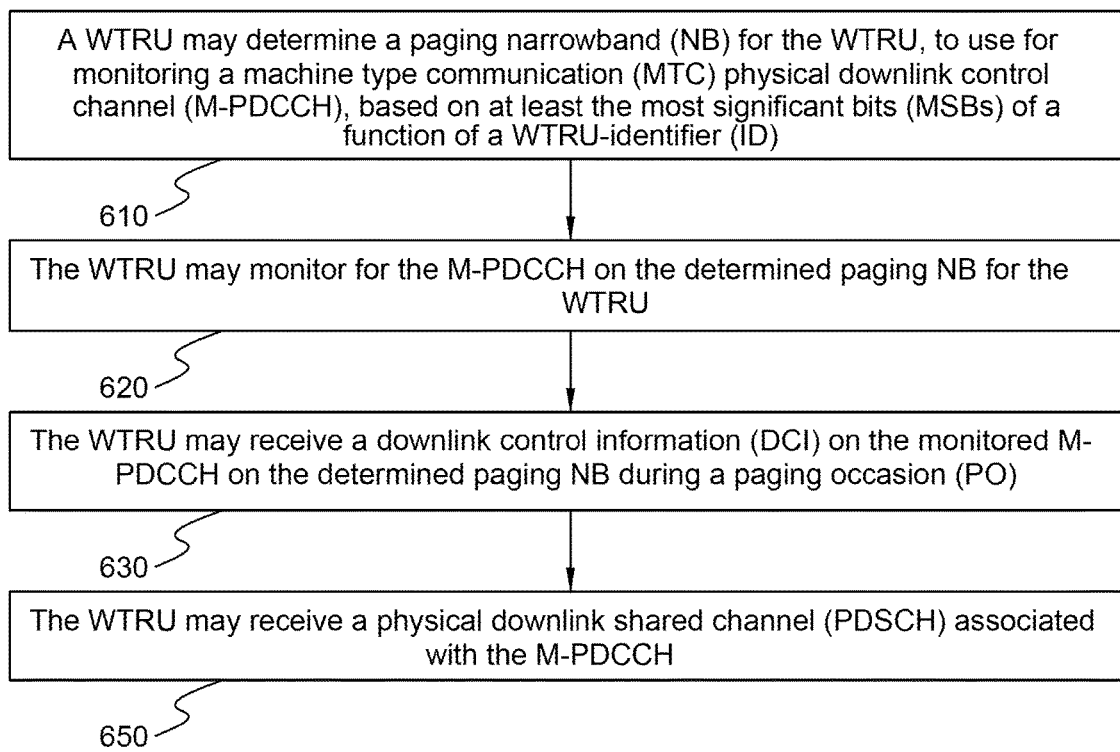 A WTRU may determine a paging narrowband (NB) for the WTRU, to use for
monitoring a machine type communication (MTC) physical downlink control
channel (M-PDCCH), based on at least the most significant bits (MSBs) of a
function of a WTRU-identifier (ID)
610
The WTRU may monitor for the M-PDCCH on the determined paging NB for the
WTRU
620
The WTRU may receive a downlink control information (DCI) on the monitored M-
PDCCH on the determined paging NB during a paging occasion (PO)
630
The WTRU may receive a physical downlink shared channel (PDSCH) associated
with the M-PDCCH
650